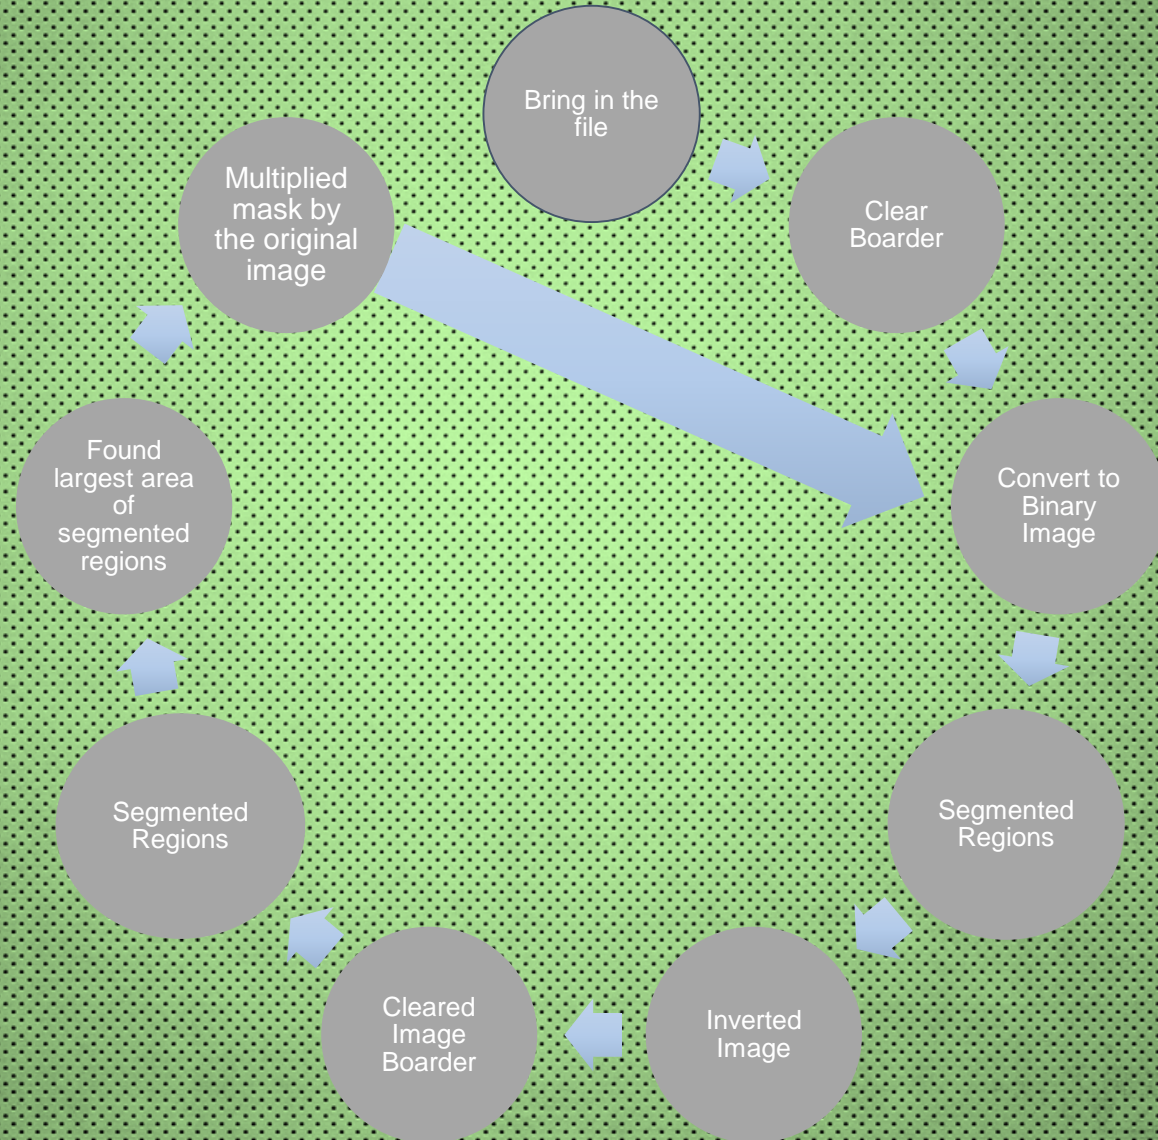 Bring in the
file
Clear
Boarder
Convert to
Binary
Image
Segmented
Regions
Inverted
Image
Cleared
Image
Boarder
Segmented
Regions
Found
largest area
of
segmented
regions
Multiplied
mask by
the original
image